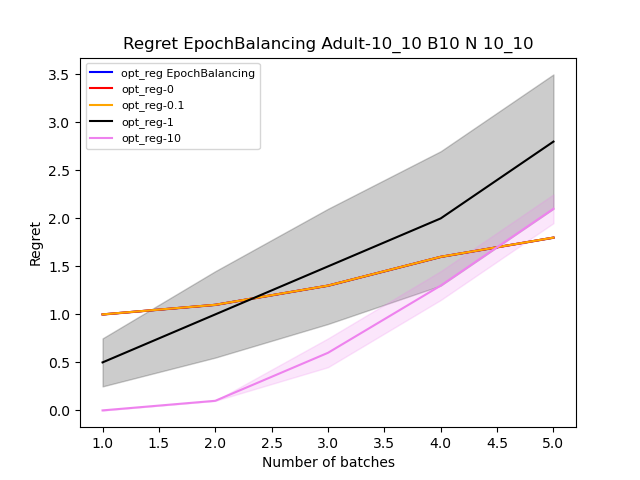 Regret EpochBalancing Adult-10_10 B10 N 10_10
opt_reg EpochBalancing
opt_reg-0
opt_reg-0.1
opt_reg-1
opt_reg-10
Regret
3.5
3.0
2.5
2.0
1.5
1.0
0.5
0.0
1.0 1.5 2.0 2.5 3.0 3.5 4.0 4.5 5.0
Number of batches